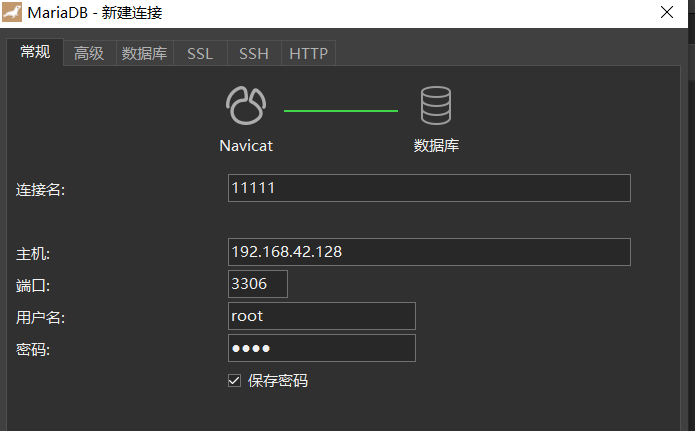 MariaDB - 新建连接
常规 高级 数据库 SSL SSH HTTP
Navicat 数据库
连接名: 11111
主机: 192.168.42.128
端口: 3306
用户名: root
密码: ●●●●
保存密码